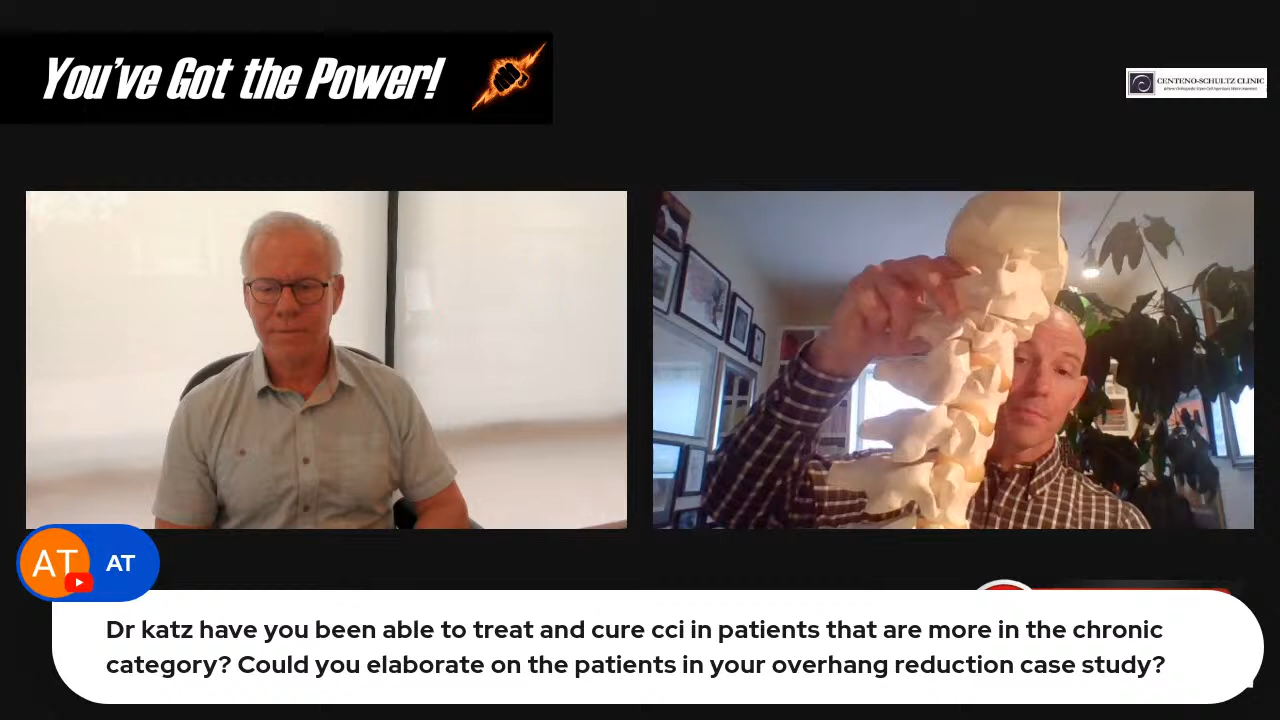 You've Got the Power!
CENTENO-SCHULTZ CLINIC
AT
AT
Dr katz have you been able to treat and cure cci in patients that are more in the chronic
category? Could you elaborate on the patients in your overhang reduction case study?